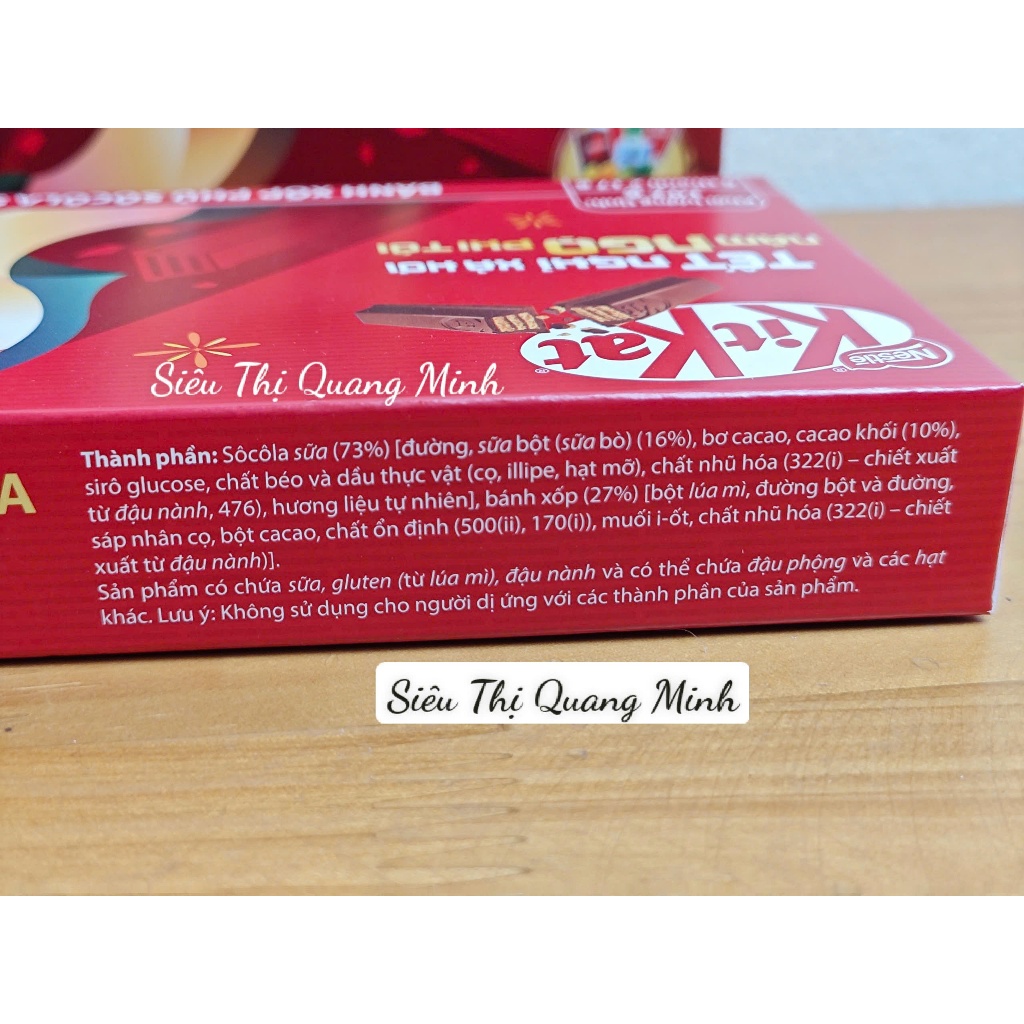 BÁNH XỐP PHỦ SÔCÔLA
TẾT NGHỈ XẢ HƠI
NĂM NGỌ PHI TỚI
Nestlé
KitKat
Siêu Thị Quang Minh
A
Thành phần: Sôcôla sữa (73%) [đường, sữa bột (sữa bò) (16%), bơ cacao, cacao khối (10%),
sirô glucose, chất béo và dầu thực vật (cọ, illipe, hạt mỡ), chất nhũ hóa (322(i) – chiết xuất
từ đậu nành, 476), hương liệu tự nhiên], bánh xốp (27%) [bột lúa mì, đường bột và đường,
sáp nhân cọ, bột cacao, chất ổn định (500(ii), 170(i)), muối i-ốt, chất nhũ hóa (322(i) – chiết
xuất từ đậu nành)].
Sản phẩm có chứa sữa, gluten (từ lúa mì), đậu nành và có thể chứa đậu phộng và các hạt
khác. Lưu ý: Không sử dụng cho người dị ứng với các thành phần của sản phẩm.
Siêu Thị Quang Minh